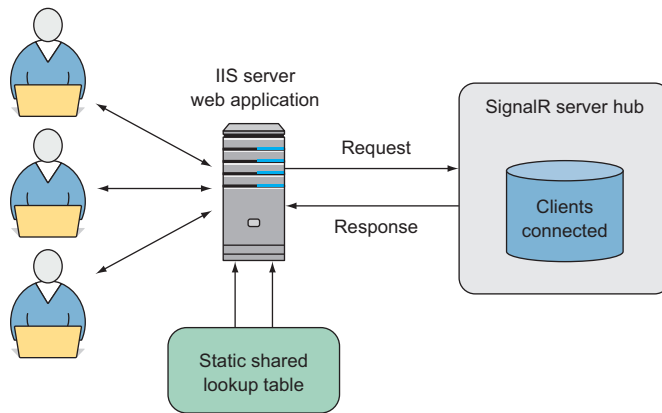 IIS server
web application
SignalR server hub
Request
Response
Clients
connected
Static shared
lookup table